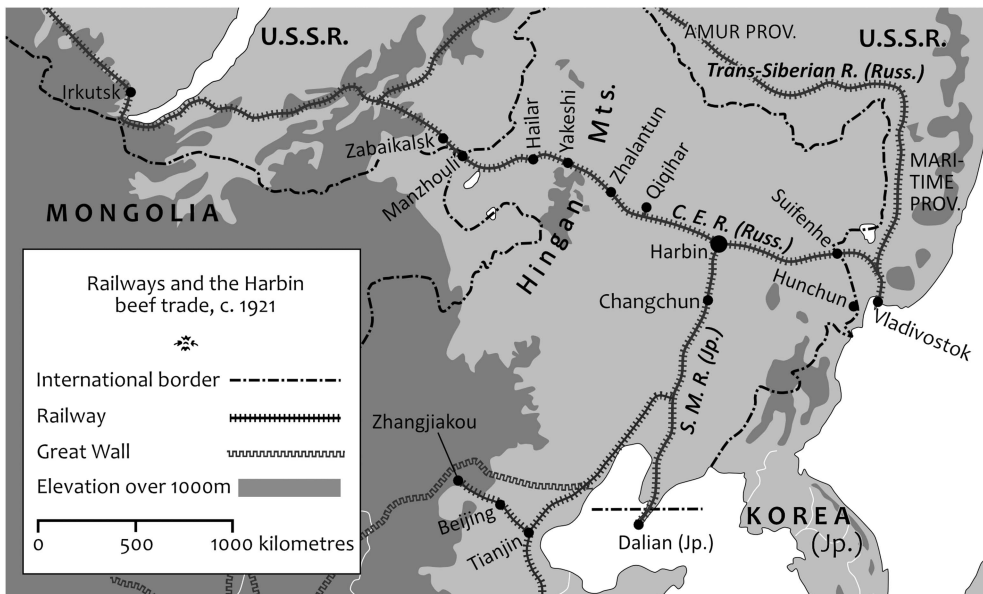 U.S.S.R.
AMUR PROV.
U.S.S.R.
Trans-Siberian R. (Russ.)
Irkutsk
Zabaikalsk
Manzhouli
Hailar
Yakeshi
Hingan Mts.
Zhalantun
Qiqihar
C. E. R. (Russ.)
Suifenhe
MARI-
TIME
PROV.
MONGOLIA
Harbin
Hunchun
Changchun
Vladivostok
S. M. R. (Jp.)
Railways and the Harbin
beef trade, c. 1921
International border
Railway
Great Wall
Elevation over 1000m
0 500 1000 kilometres
Zhangjiakou
Beijing
Tianjin
Dalian (Jp.)
KOREA
(Jp.)